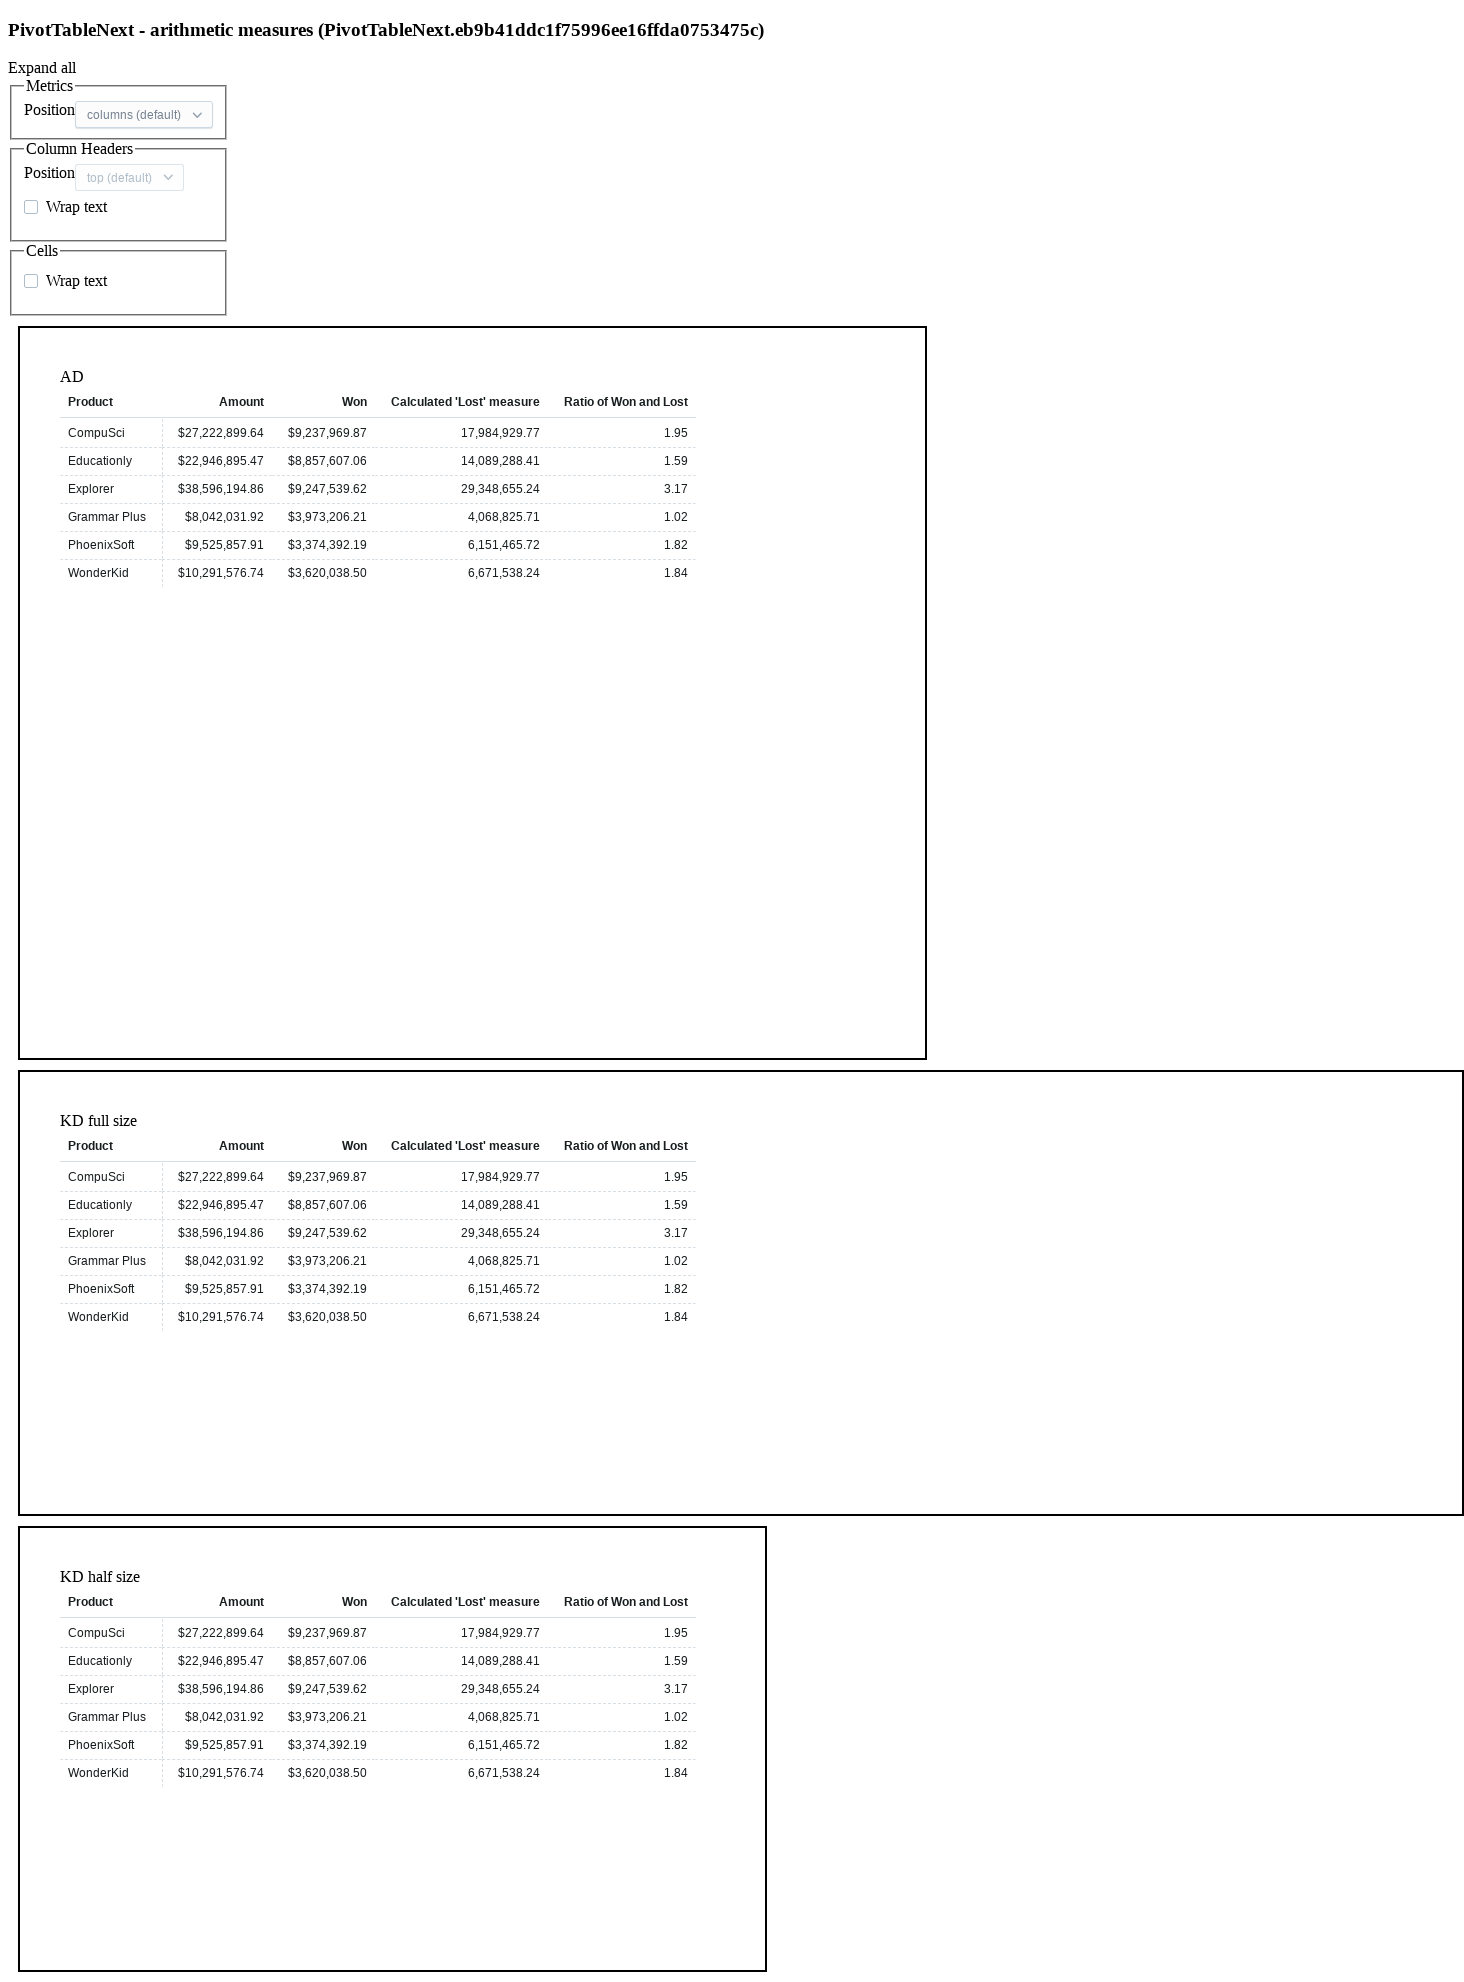 PivotTableNext - arithmetic measures (PivotTableNext.eb9b41ddc1f75996ee16ffda0753475c)
Expand all
Metrics
Position columns (default)
Column Headers
Position top (default)
Wrap text
Cells
Wrap text
AD
Product Amount Won Calculated 'Lost' measure Ratio of Won and Lost
CompuSci $27,222,899.64 $9,237,969.87 17,984,929.77 1.95
Educationly $22,946,895.47 $8,857,607.06 14,089,288.41 1.59
Explorer $38,596,194.86 $9,247,539.62 29,348,655.24 3.17
Grammar Plus $8,042,031.92 $3,973,206.21 4,068,825.71 1.02
PhoenixSoft $9,525,857.91 $3,374,392.19 6,151,465.72 1.82
WonderKid $10,291,576.74 $3,620,038.50 6,671,538.24 1.84
KD full size
Product Amount Won Calculated 'Lost' measure Ratio of Won and Lost
CompuSci $27,222,899.64 $9,237,969.87 17,984,929.77 1.95
Educationly $22,946,895.47 $8,857,607.06 14,089,288.41 1.59
Explorer $38,596,194.86 $9,247,539.62 29,348,655.24 3.17
Grammar Plus $8,042,031.92 $3,973,206.21 4,068,825.71 1.02
PhoenixSoft $9,525,857.91 $3,374,392.19 6,151,465.72 1.82
WonderKid $10,291,576.74 $3,620,038.50 6,671,538.24 1.84
KD half size
Product Amount Won Calculated 'Lost' measure Ratio of Won and Lost
CompuSci $27,222,899.64 $9,237,969.87 17,984,929.77 1.95
Educationly $22,946,895.47 $8,857,607.06 14,089,288.41 1.59
Explorer $38,596,194.86 $9,247,539.62 29,348,655.24 3.17
Grammar Plus $8,042,031.92 $3,973,206.21 4,068,825.71 1.02
PhoenixSoft $9,525,857.91 $3,374,392.19 6,151,465.72 1.82
WonderKid $10,291,576.74 $3,620,038.50 6,671,538.24 1.84